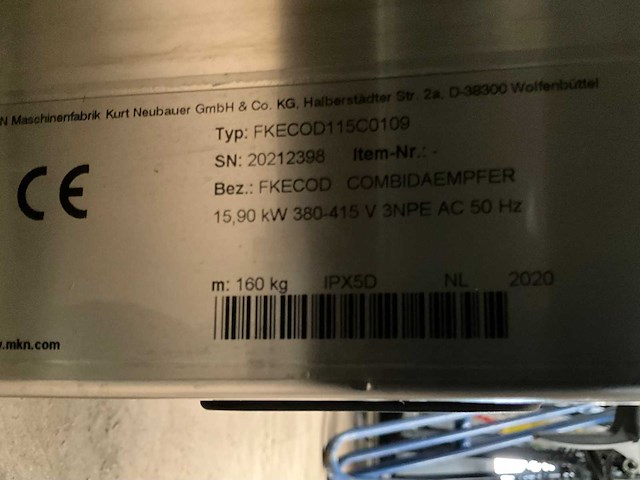 N Maschinenfabrik Kurt Neubauer GmbH & Co. KG, Halberstädter Str. 2a, D-38300 Wolfenbüttel
Typ: FKECOD115C0109
SN: 20212398 Item-Nr.: -
Bez.: FKECOD COMBIDAEMPFER
15,90 kW 380-415 V 3NPE AC 50 Hz
CE
m: 160 kg IPX5D NL 2020
.mkn.com